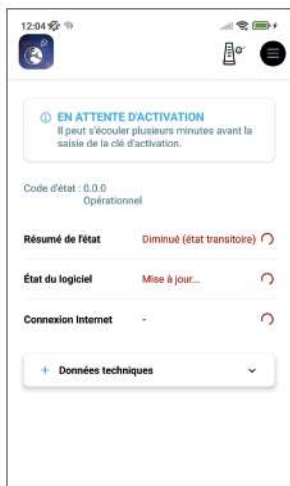 12:04
EN ATTENTE D'ACTIVATION
Il peut s'écouler plusieurs minutes avant la
saisie de la clé d'activation.
Code d'état : 0.0.0
Opérationnel
Résumé de l'état Diminué (état transitoire)
État du logiciel Mise à jour...
Connexion Internet -
+ Données techniques